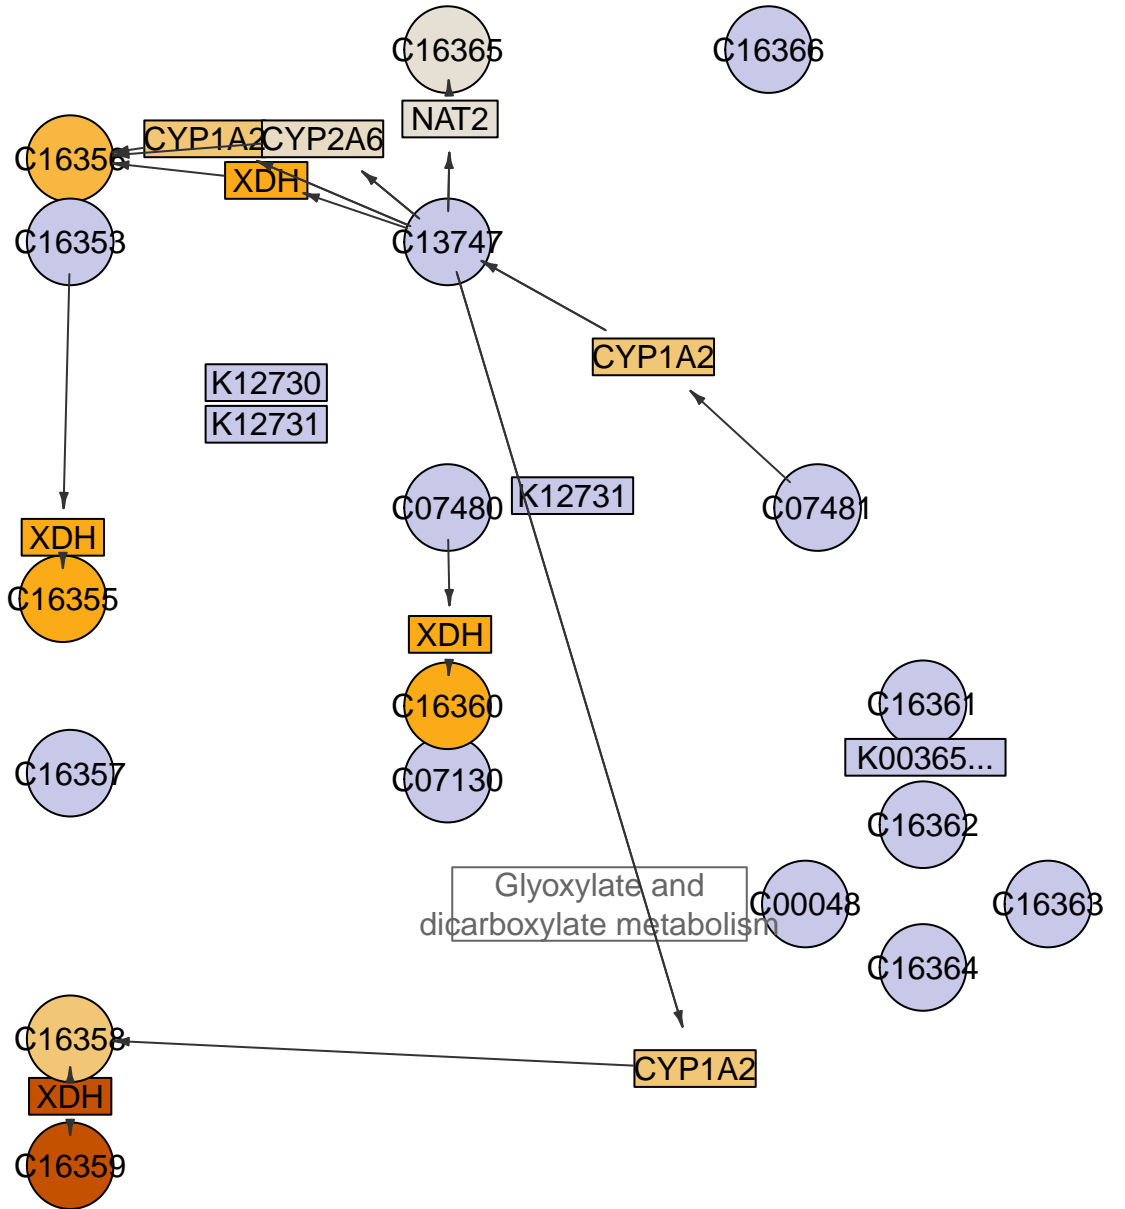 C16365
C16366
NAT2
CYP1A2
CYP2A6
C16356
XDH
C16353
C13747
CYP1A2
K12730
K12731
K12731
C07480
C07481
XDH
C16355
XDH
C16360
C16361
K00365...
C16357
C07130
C16362
Glyoxylate and
dicarboxylate metabolism
C00048
C16363
C16364
C16358
CYP1A2
XDH
C16359